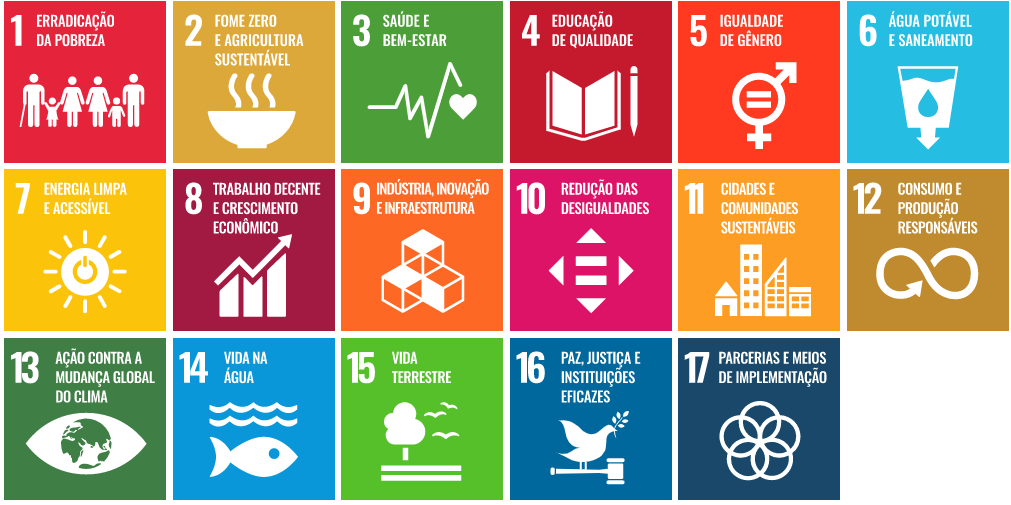 1 ERRADICAÇÃO
DA POBREZA
2 FOME ZERO
E AGRICULTURA
SUSTENTÁVEL
3 SAÚDE E
BEM-ESTAR
4 EDUCAÇÃO
DE QUALIDADE
5 IGUALDADE
DE GÊNERO
6 ÁGUA POTÁVEL
E SANEAMENTO
7 ENERGIA LIMPA
E ACESSÍVEL
8 TRABALHO DECENTE
E CRESCIMENTO
ECONÔMICO
9 INDÚSTRIA, INOVAÇÃO
E INFRAESTRUTURA
10 REDUÇÃO DAS
DESIGUALDADES
11 CIDADES E
COMUNIDADES
SUSTENTÁVEIS
12 CONSUMO E
PRODUÇÃO
RESPONSÁVEIS
13 AÇÃO CONTRA A
MUDANÇA GLOBAL
DO CLIMA
14 VIDA NA
ÁGUA
15 VIDA
TERRESTRE
16 PAZ, JUSTIÇA E
INSTITUIÇÕES
EFICAZES
17 PARCERIAS E MEIOS
DE IMPLEMENTAÇÃO